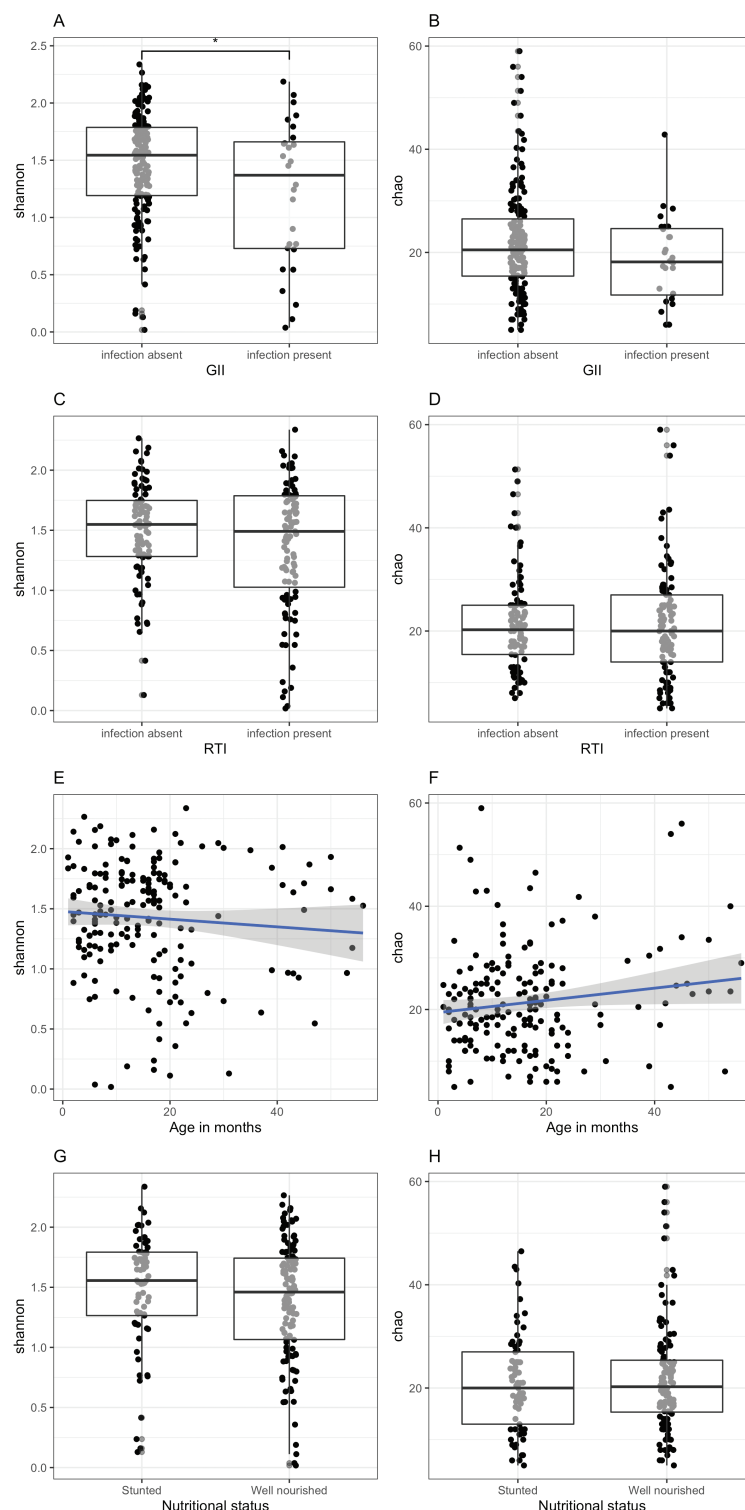 A
B
2.5
2.0
1.5
1.0
0.5
0.0
shannon
*
infection absent
infection present
GII
60
40
20
chao
infection absent
infection present
GII
C
D
2.0
1.5
1.0
0.5
0.0
shannon
infection absent
infection present
RTI
60
40
20
chao
infection absent
infection present
RTI
E
F
2.0
1.5
1.0
0.5
0.0
shannon
0
20
40
Age in months
60
40
20
chao
0
20
40
Age in months
G
H
2.0
1.5
1.0
0.5
0.0
shannon
Stunted
Well nourished
Nutritional status
60
40
20
chao
Stunted
Well nourished
Nutritional status